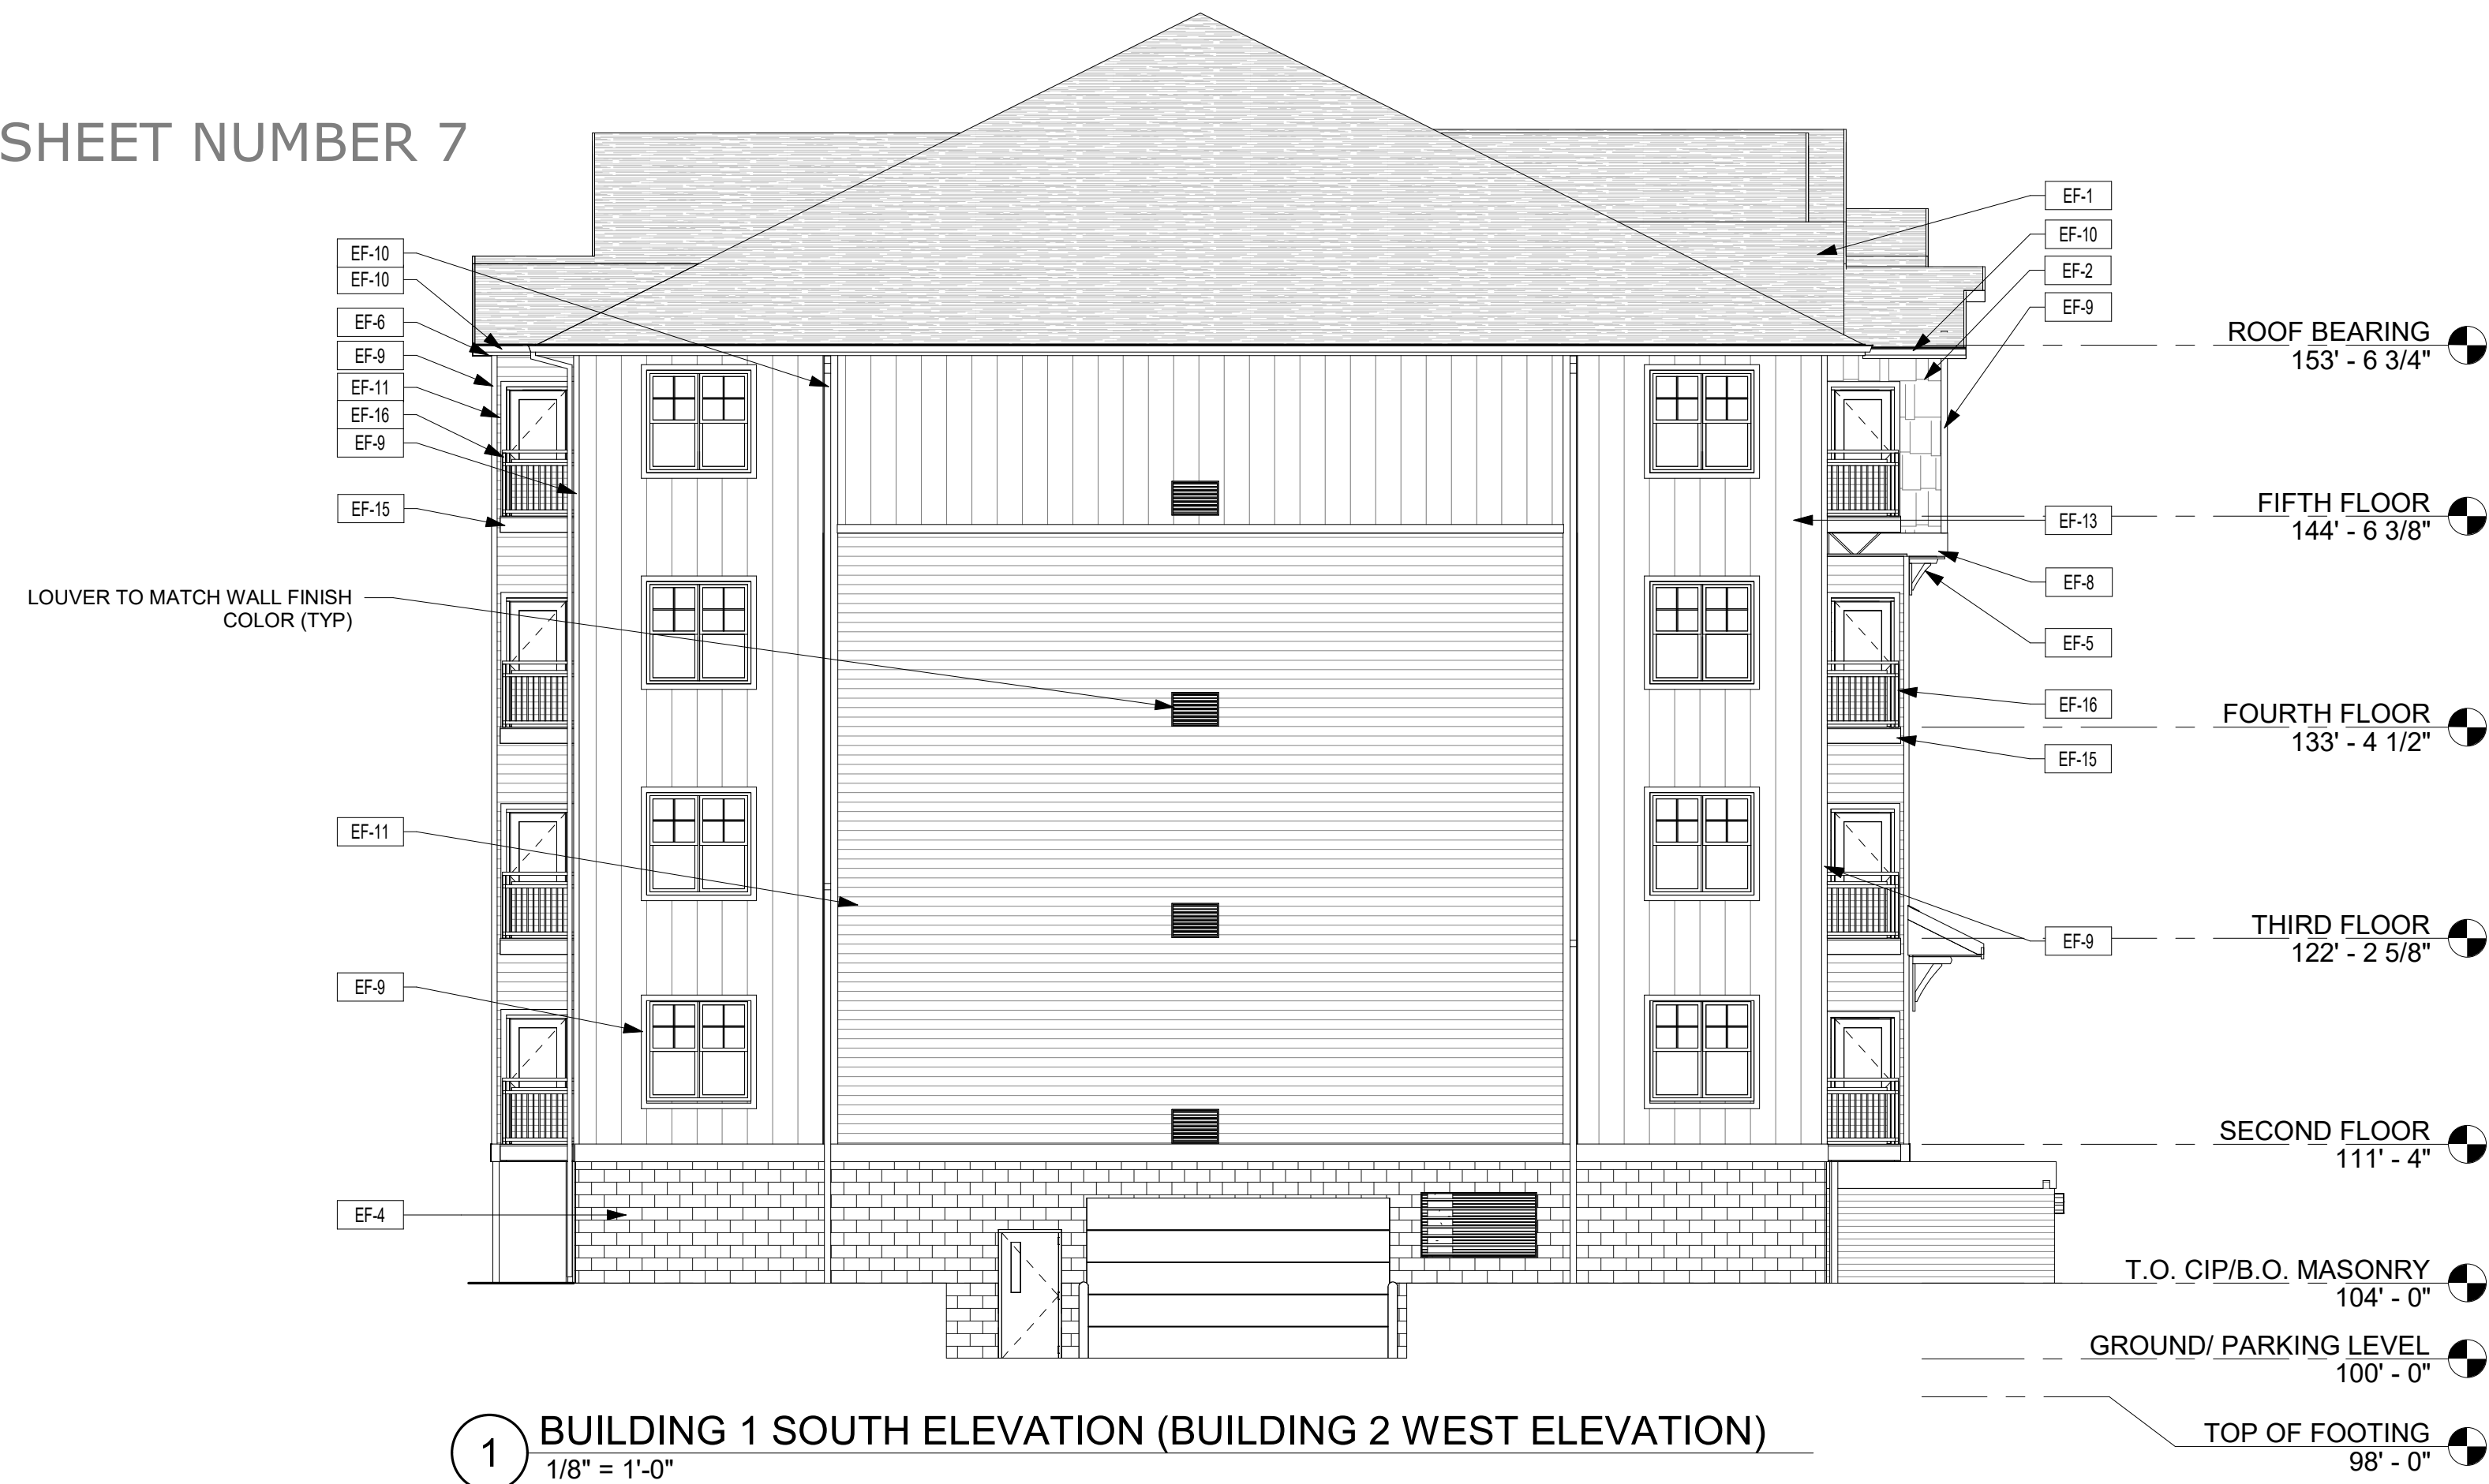 SHEET NUMBER 7
EF-10
EF-10
EF-6
EF-9
EF-11
EF-16
EF-9
EF-15
LOUVER TO MATCH WALL FINISH
COLOR (TYP)
EF-11
EF-9
EF-4
EF-1
EF-10
EF-2
EF-9
EF-13
EF-8
EF-5
EF-16
EF-15
EF-9
ROOF BEARING
153' - 6 3/4"
FIFTH FLOOR
144' - 6 3/8"
FOURTH FLOOR
133' - 4 1/2"
THIRD FLOOR
122' - 2 5/8"
SECOND FLOOR
111' - 4"
T.O. CIP/B.O. MASONRY
104' - 0"
GROUND/ PARKING LEVEL
100' - 0"
TOP OF FOOTING
98' - 0"
1
BUILDING 1 SOUTH ELEVATION (BUILDING 2 WEST ELEVATION)
1/8" = 1'-0"